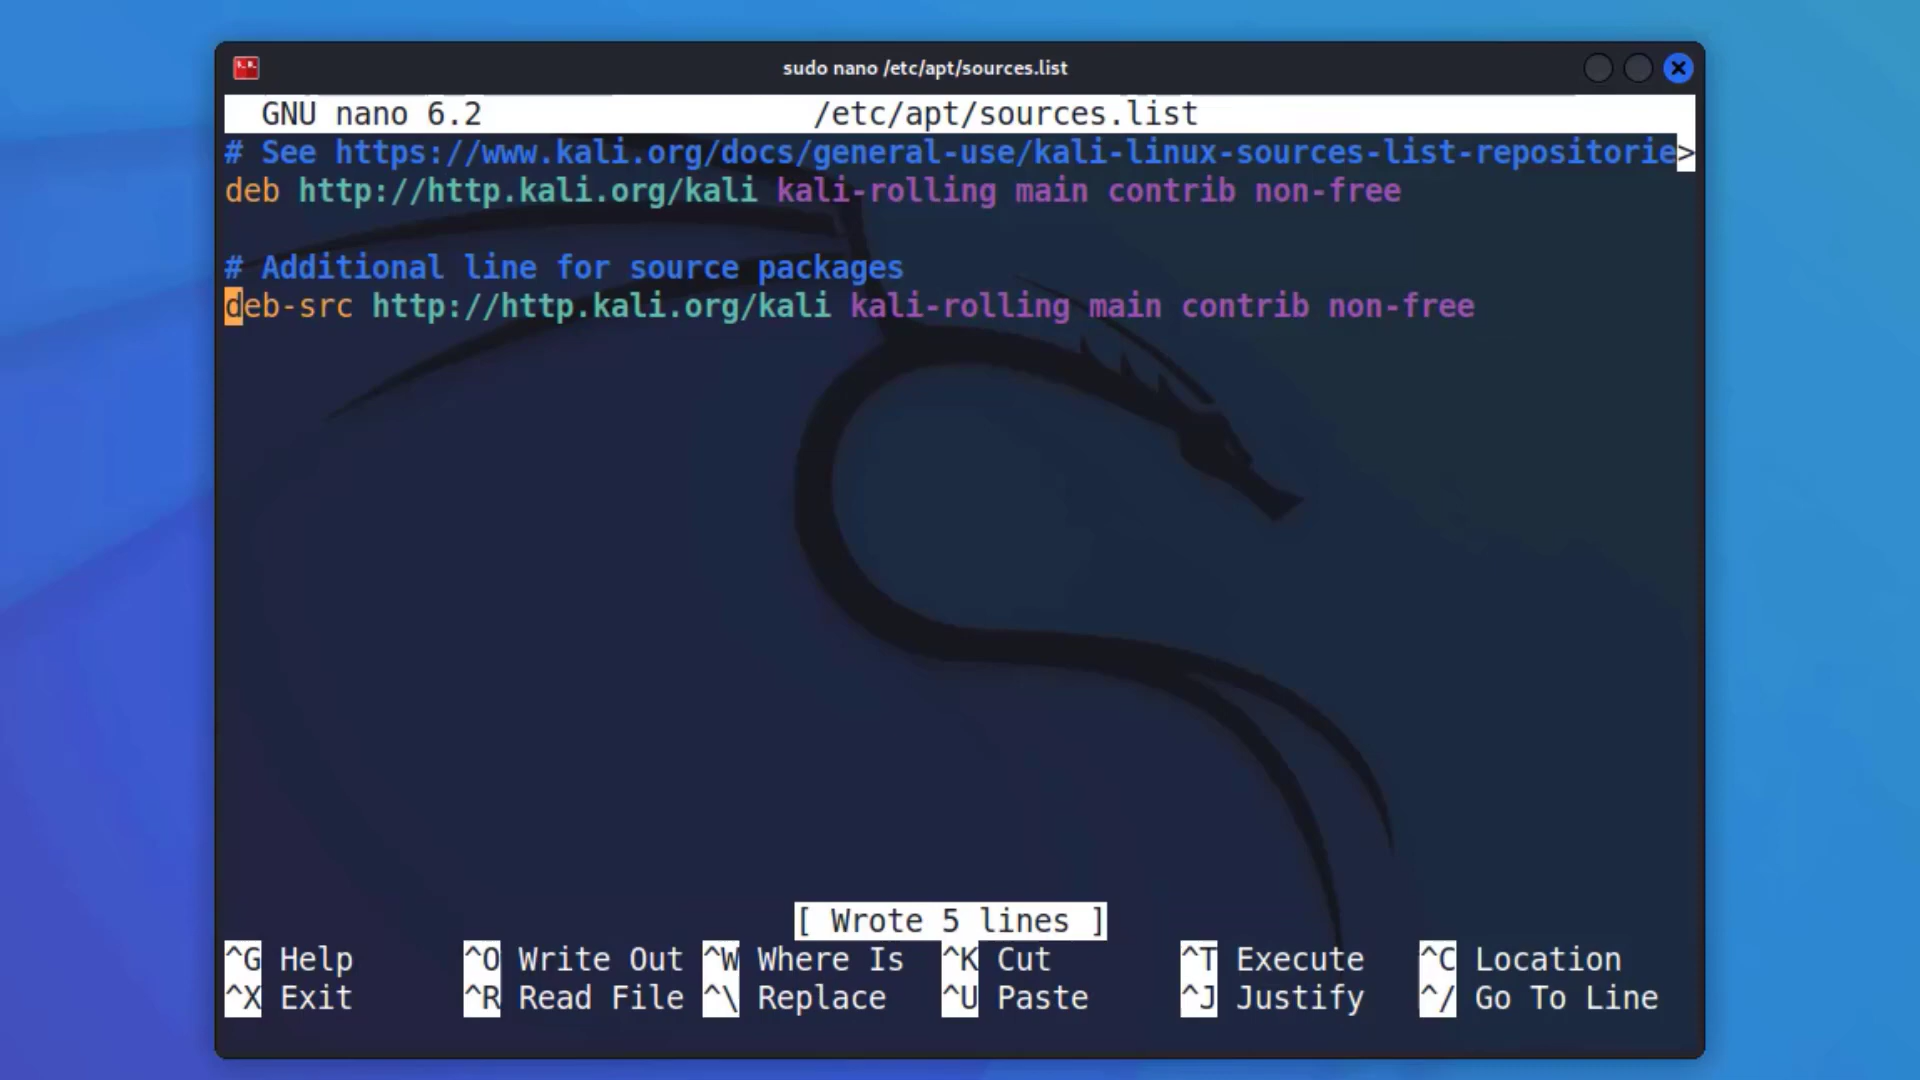 sudo nano /etc/apt/sources.list
GNU nano 6.2 /etc/apt/sources.list
# See https://www.kali.org/docs/general-use/kali-linux-sources-list-repositorie>
deb http://http.kali.org/kali kali-rolling main contrib non-free
# Additional line for source packages
deb-src http://http.kali.org/kali kali-rolling main contrib non-free
[ Wrote 5 lines ]
^G Help ^O Write Out ^W Where Is ^K Cut ^T Execute ^C Location
^X Exit ^R Read File ^\ Replace ^U Paste ^J Justify ^/ Go To Line